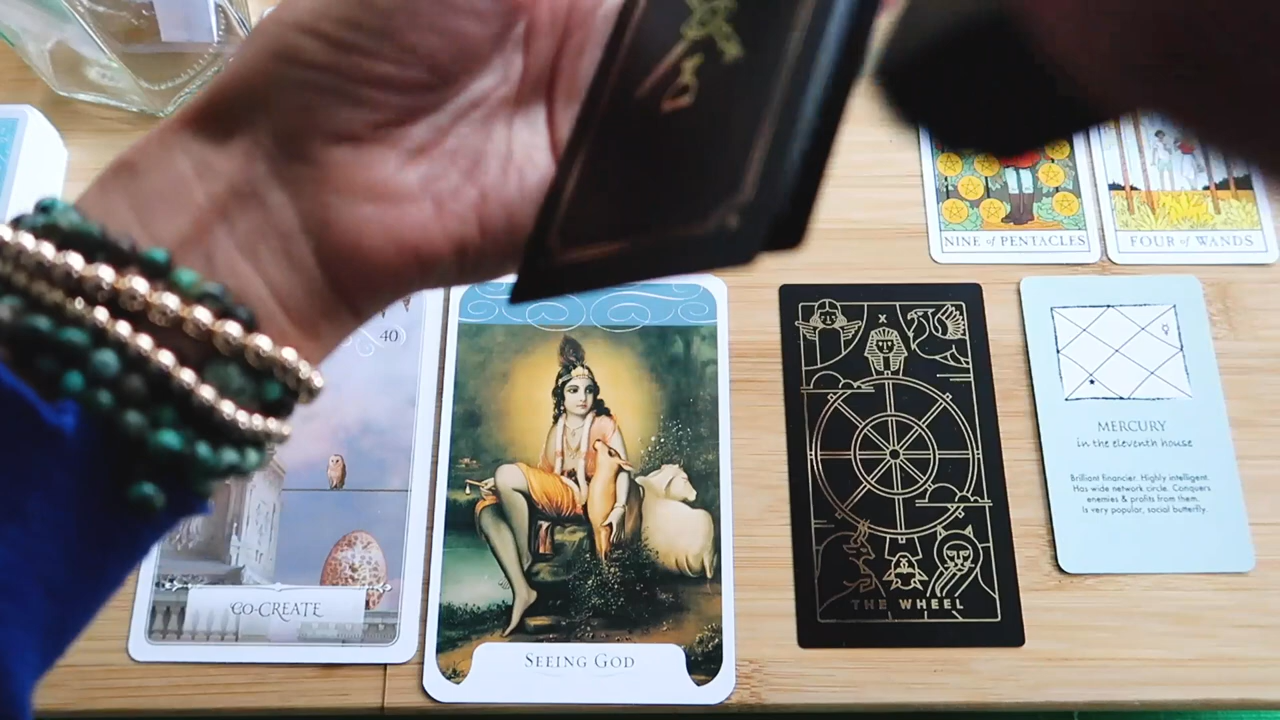 NINE of PENTACLES
FOUR of WANDS
40
CO-CREATE
SEEING GOD
X
THE WHEEL
MERCURY
in the eleventh house
Brilliant financier. Highly intelligent.
Has wide network circle. Conquers
enemies & profits from them.
Is very popular, social butterfly.